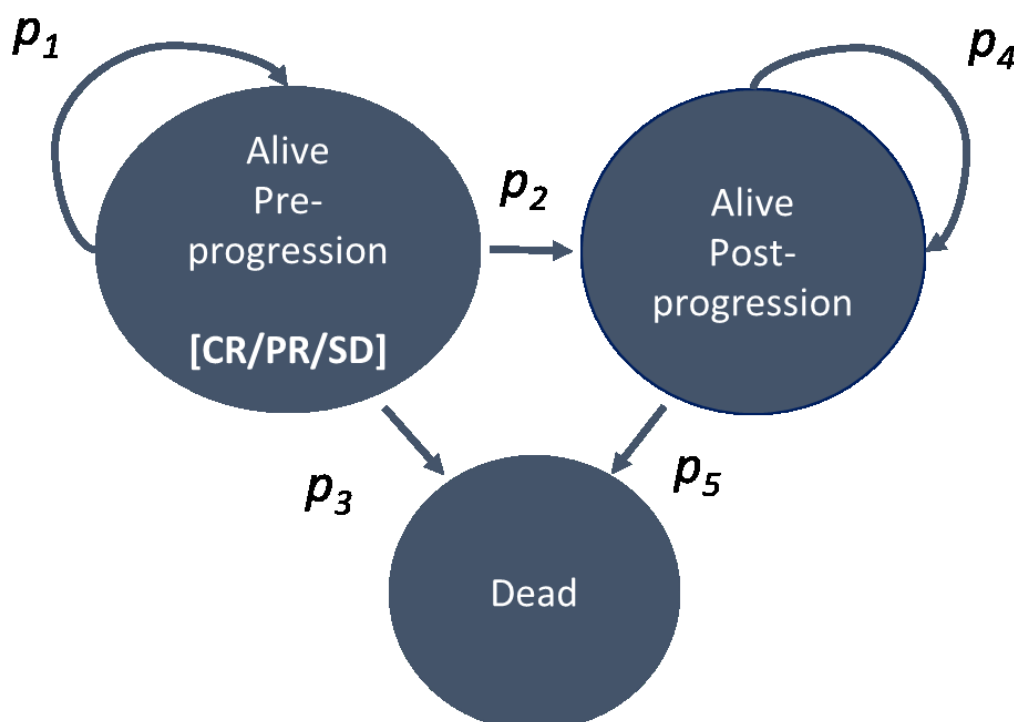 p1
p4
Alive
Pre-
progression
[CR/PR/SD]
p2
Alive
Post-
progression
p3
p5
Dead